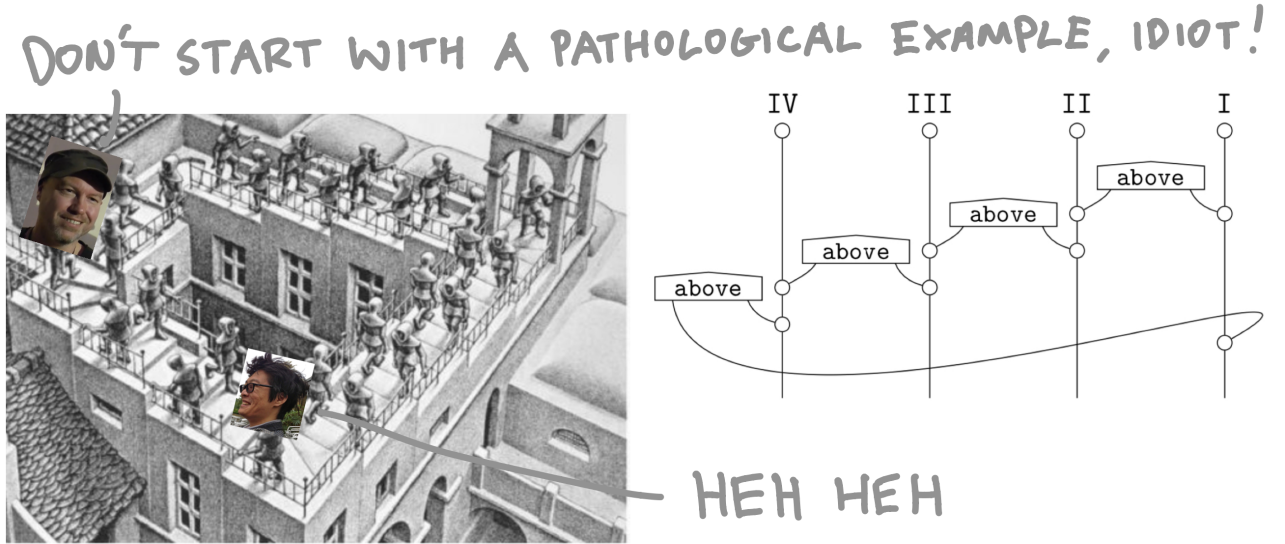 DON'T START WITH A PATHOLOGICAL EXAMPLE, IDIOT!
IV III II I
above
above
above
above
HEH HEH